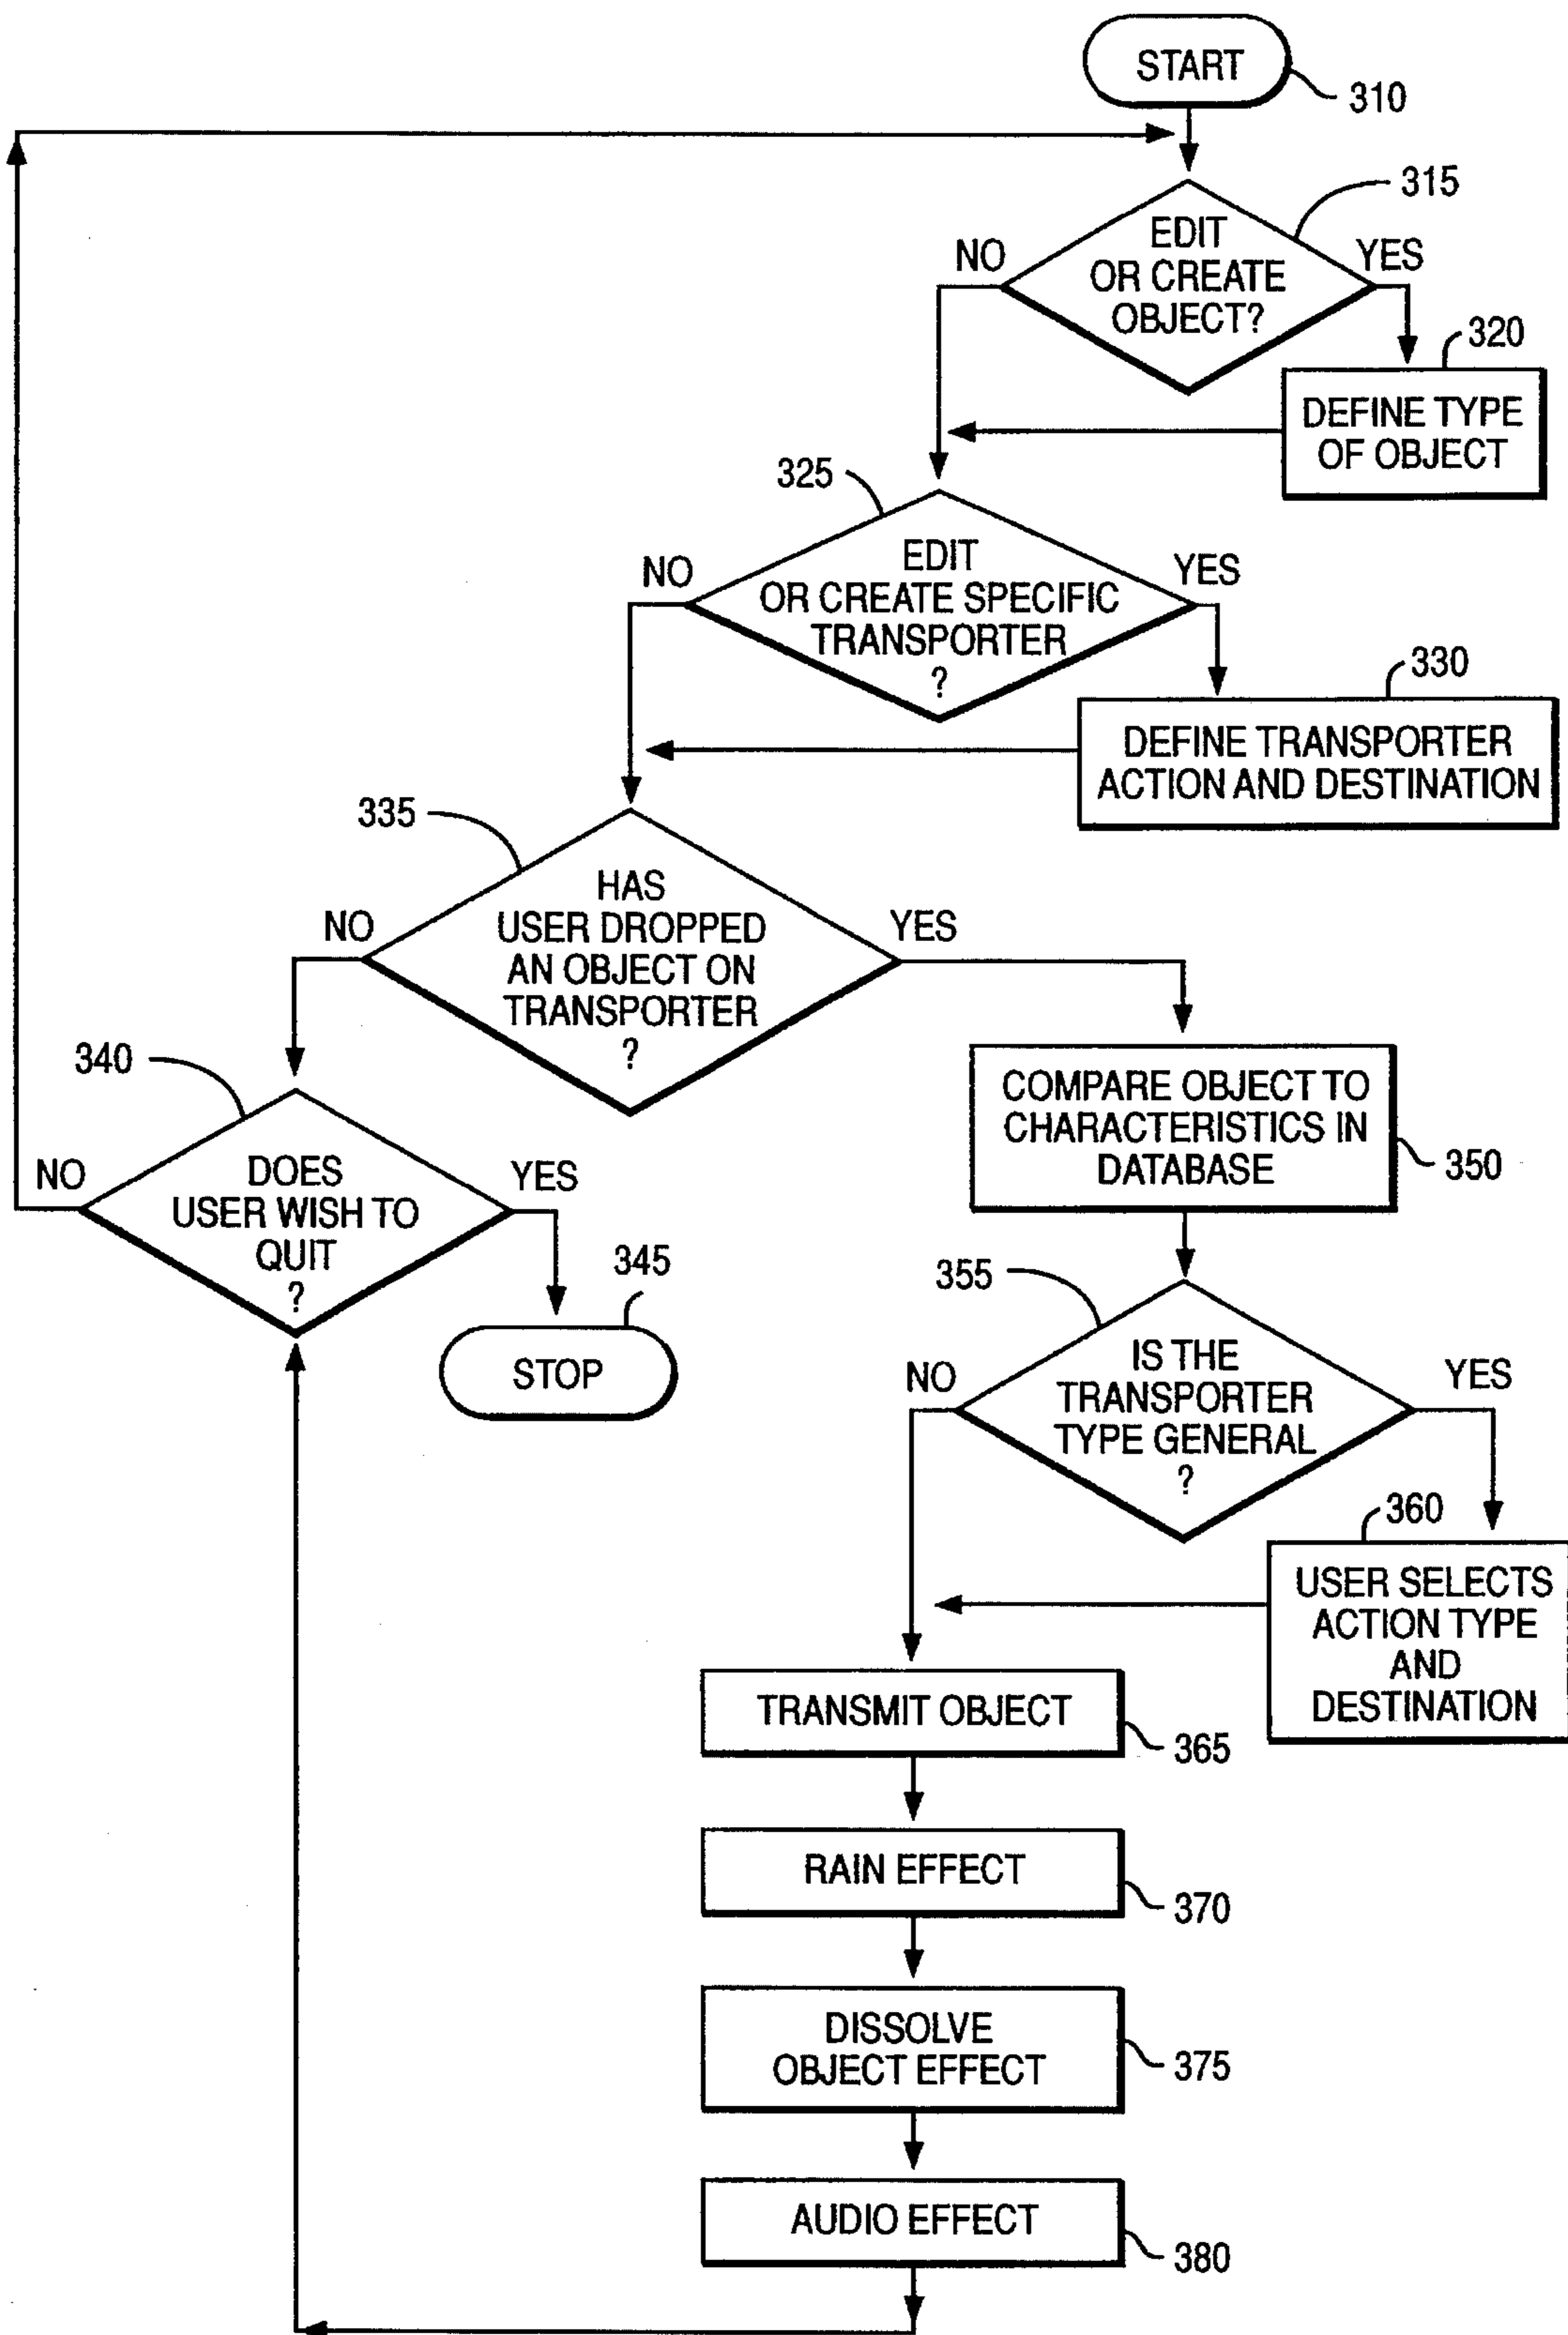 START
310
315
EDIT
OR CREATE
OBJECT?
NO
YES
320
DEFINE TYPE
OF OBJECT
325
EDIT
OR CREATE SPECIFIC
TRANSPORTER
?
NO
YES
330
DEFINE TRANSPORTER
ACTION AND DESTINATION
335
HAS
USER DROPPED
AN OBJECT ON
TRANSPORTER
?
NO
YES
340
DOES
USER WISH TO
QUIT
?
NO
YES
345
STOP
COMPARE OBJECT TO
CHARACTERISTICS IN
DATABASE
350
355
IS THE
TRANSPORTER
TYPE GENERAL
?
NO
YES
360
USER SELECTS
ACTION TYPE
AND
DESTINATION
TRANSMIT OBJECT
365
RAIN EFFECT
370
DISSOLVE
OBJECT EFFECT
375
AUDIO EFFECT
380